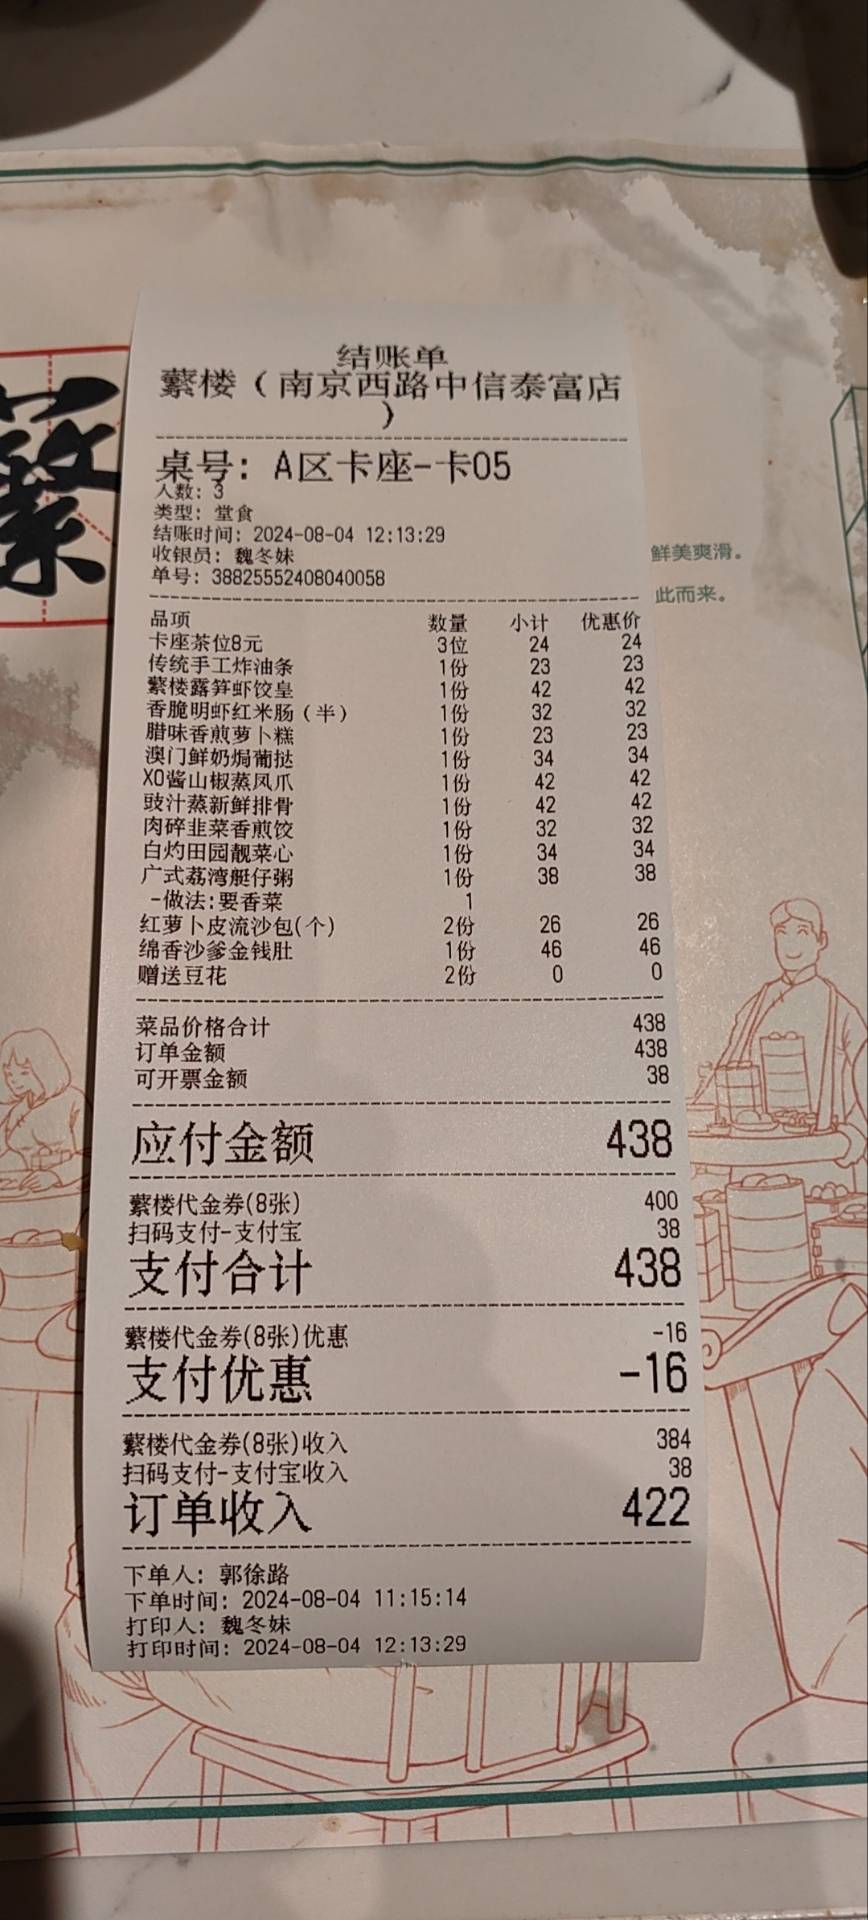 结账单
蘩楼（南京西路中信泰富店
）
桌号: A区卡座-卡05
人数: 3
类型: 堂食
结账时间: 2024-08-04 12:13:29
收银员: 魏冬妹
单号: 38825552408040058
品项 数量 小计 优惠价
卡座茶位8元 3位 24 24
传统手工炸油条 1份 23 23
蘩楼露笋虾饺皇 1份 42 42
香脆明虾红米肠（半） 1份 32 32
腊味香煎萝卜糕 1份 23 23
澳门鲜奶焗葡挞 1份 34 34
XO酱山椒蒸凤爪 1份 42 42
豉汁蒸新鲜排骨 1份 42 42
肉碎韭菜香煎饺 1份 32 32
白灼田园靓菜心 1份 34 34
广式荔湾艇仔粥 1份 38 38
-做法:要香菜 1
红萝卜皮流沙包(个) 2份 26 26
绵香沙爹金钱肚 1份 46 46
赠送豆花 2份 0 0
菜品价格合计 438
订单金额 438
可开票金额 38
应付金额 438
蘩楼代金券(8张) 400
扫码支付-支付宝 38
支付合计 438
蘩楼代金券(8张)优惠 -16
支付优惠 -16
蘩楼代金券(8张)收入 384
扫码支付-支付宝收入 38
订单收入 422
下单人: 郭徐路
下单时间: 2024-08-04 11:15:14
打印人: 魏冬妹
打印时间: 2024-08-04 12:13:29
蘩
鲜美爽滑。
此而来。